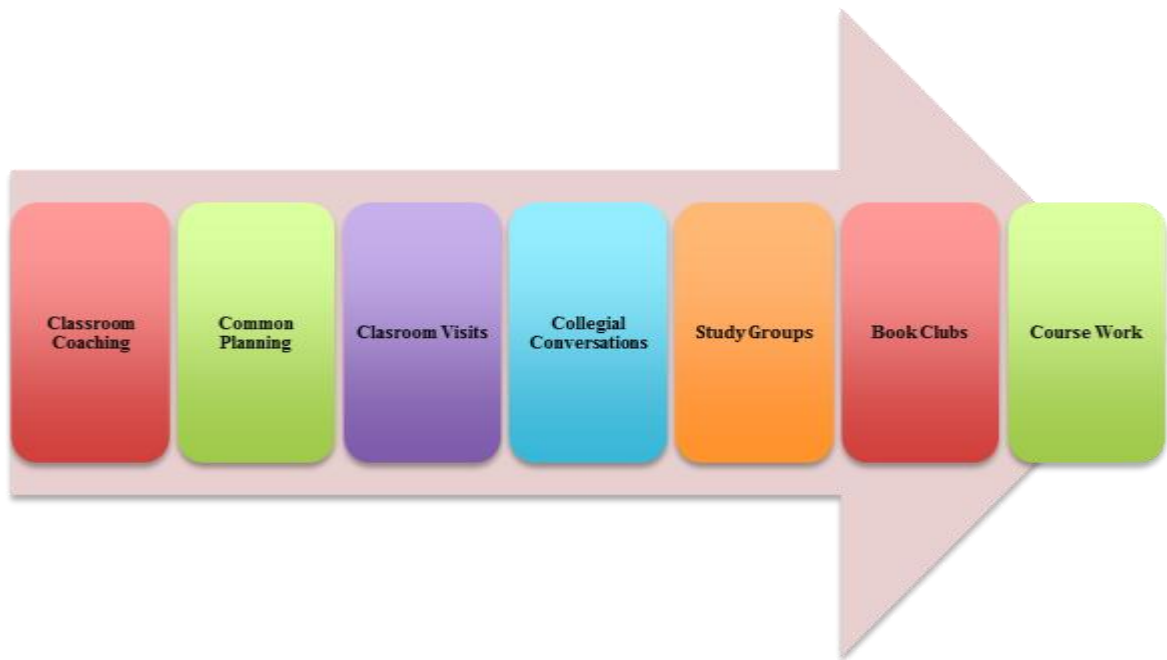 Classroom
Coaching
Common
Planning
Clasroom Visits
Collegial
Conversations
Study Groups
Book Clubs
Course Work